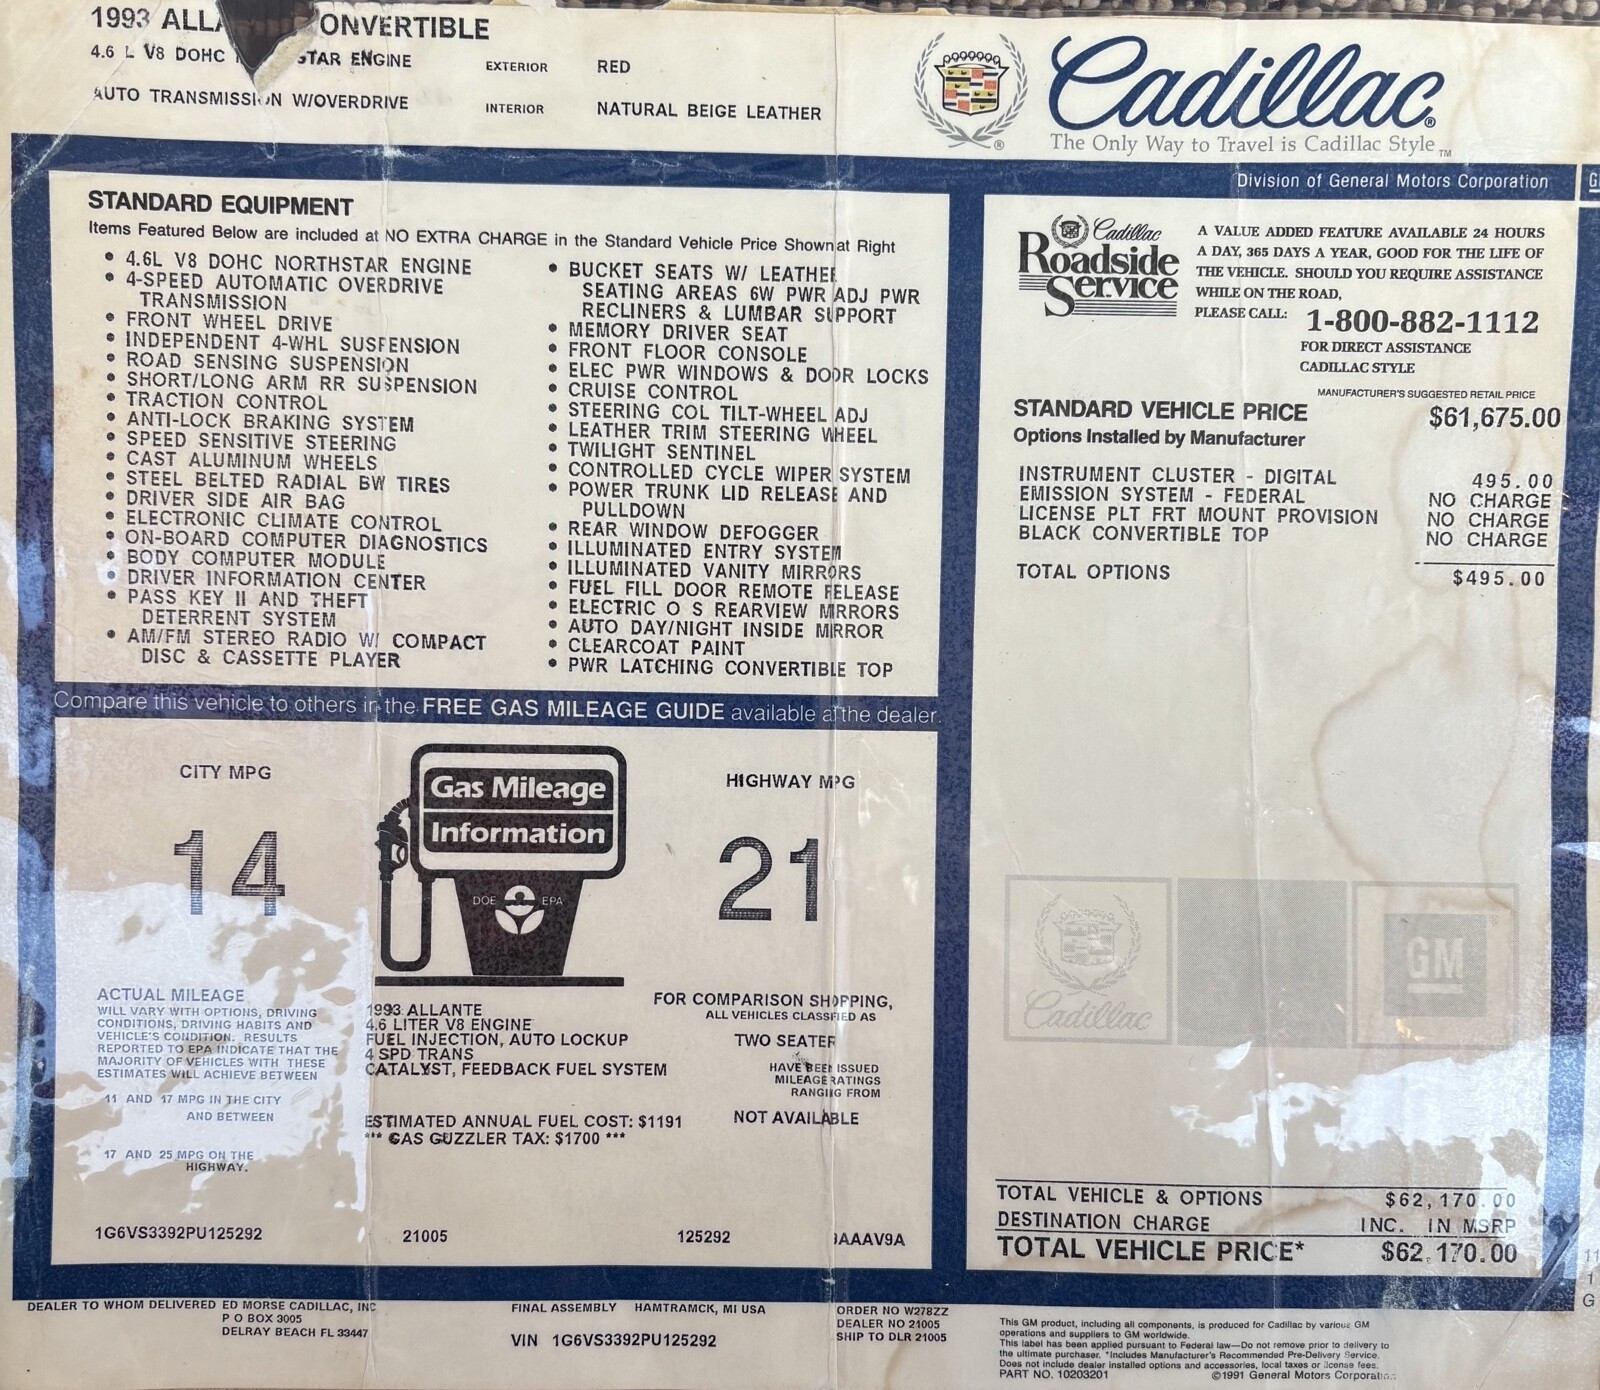 1993 ALLA ONVERTIBLE
4.6 L V8 DOHC STAR ENGINE
AUTO TRANSMISSION W/OVERDRIVE
EXTERIOR RED
INTERIOR NATURAL BEIGE LEATHER
Cadillac®
The Only Way to Travel is Cadillac Style™
Division of General Motors Corporation
STANDARD EQUIPMENT
Items Featured Below are included at NO EXTRA CHARGE in the Standard Vehicle Price Shown at Right
• 4.6L V8 DOHC NORTHSTAR ENGINE
• 4-SPEED AUTOMATIC OVERDRIVE
TRANSMISSION
• FRONT WHEEL DRIVE
• INDEPENDENT 4-WHL SUSPENSION
• ROAD SENSING SUSPENSION
• SHORT/LONG ARM RR SUSPENSION
• TRACTION CONTROL
• ANTI-LOCK BRAKING SYSTEM
• SPEED SENSITIVE STEERING
• CAST ALUMINUM WHEELS
• STEEL BELTED RADIAL BW TIRES
• DRIVER SIDE AIR BAG
• ELECTRONIC CLIMATE CONTROL
• ON-BOARD COMPUTER DIAGNOSTICS
• BODY COMPUTER MODULE
• DRIVER INFORMATION CENTER
• PASS KEY II AND THEFT
DETERRENT SYSTEM
• AM/FM STEREO RADIO W/ COMPACT
DISC & CASSETTE PLAYER
• BUCKET SEATS W/ LEATHER
SEATING AREAS 6W PWR ADJ PWR
RECLINERS & LUMBAR SUPPORT
• MEMORY DRIVER SEAT
• FRONT FLOOR CONSOLE
• ELEC PWR WINDOWS & DOOR LOCKS
• CRUISE CONTROL
• STEERING COL TILT-WHEEL ADJ
• LEATHER TRIM STEERING WHEEL
• TWILIGHT SENTINEL
• CONTROLLED CYCLE WIPER SYSTEM
• POWER TRUNK LID RELEASE AND
PULLDOWN
• REAR WINDOW DEFOGGER
• ILLUMINATED ENTRY SYSTEM
• ILLUMINATED VANITY MIRRORS
• FUEL FILL DOOR REMOTE RELEASE
• ELECTRIC O S REARVIEW MIRRORS
• AUTO DAY/NIGHT INSIDE MIRROR
• CLEARCOAT PAINT
• PWR LATCHING CONVERTIBLE TOP
Cadillac
Roadside
Service
A VALUE ADDED FEATURE AVAILABLE 24 HOURS
A DAY, 365 DAYS A YEAR, GOOD FOR THE LIFE OF
THE VEHICLE. SHOULD YOU REQUIRE ASSISTANCE
WHILE ON THE ROAD,
PLEASE CALL: 1-800-882-1112
FOR DIRECT ASSISTANCE
CADILLAC STYLE
MANUFACTURER'S SUGGESTED RETAIL PRICE
STANDARD VEHICLE PRICE $61,675.00
Options Installed by Manufacturer
INSTRUMENT CLUSTER - DIGITAL 495.00
EMISSION SYSTEM - FEDERAL NO CHARGE
LICENSE PLT FRT MOUNT PROVISION NO CHARGE
BLACK CONVERTIBLE TOP NO CHARGE
TOTAL OPTIONS $495.00
Compare this vehicle to others in the FREE GAS MILEAGE GUIDE available at the dealer.
CITY MPG
14
Gas Mileage
Information
DOE EPA
HIGHWAY MPG
21
ACTUAL MILEAGE
WILL VARY WITH OPTIONS, DRIVING
CONDITIONS, DRIVING HABITS AND
VEHICLE'S CONDITION. RESULTS
REPORTED TO EPA INDICATE THAT THE
MAJORITY OF VEHICLES WITH THESE
ESTIMATES WILL ACHIEVE BETWEEN
11 AND 17 MPG IN THE CITY
AND BETWEEN
17 AND 25 MPG ON THE
HIGHWAY.
1993 ALLANTE
4.6 LITER V8 ENGINE
FUEL INJECTION, AUTO LOCKUP
4 SPD TRANS
CATALYST, FEEDBACK FUEL SYSTEM
ESTIMATED ANNUAL FUEL COST: $1191
*** GAS GUZZLER TAX: $1700 ***
FOR COMPARISON SHOPPING,
ALL VEHICLES CLASSIFIED AS
TWO SEATER
HAVE BEEN ISSUED
MILEAGE RATINGS
RANGING FROM
NOT AVAILABLE
1G6VS3392PU125292 21005 125292 AAAV9A
Cadillac
GM
TOTAL VEHICLE & OPTIONS $62,170.00
DESTINATION CHARGE INC. IN MSRP
TOTAL VEHICLE PRICE* $62,170.00
DEALER TO WHOM DELIVERED ED MORSE CADILLAC, INC
P O BOX 3005
DELRAY BEACH FL 33447
FINAL ASSEMBLY HAMTRAMCK, MI USA
VIN 1G6VS3392PU125292
ORDER NO W278ZZ
DEALER NO 21005
SHIP TO DLR 21005
This GM product, including all components, is produced for Cadillac by various GM
operations and suppliers to GM worldwide.
This label has been applied pursuant to Federal law—Do not remove prior to delivery to
the ultimate purchaser. *Includes Manufacturer's Recommended Pre-Delivery Service.
Does not include dealer installed options and accessories, local taxes or license fees.
PART NO. 10203201 ©1991 General Motors Corporation